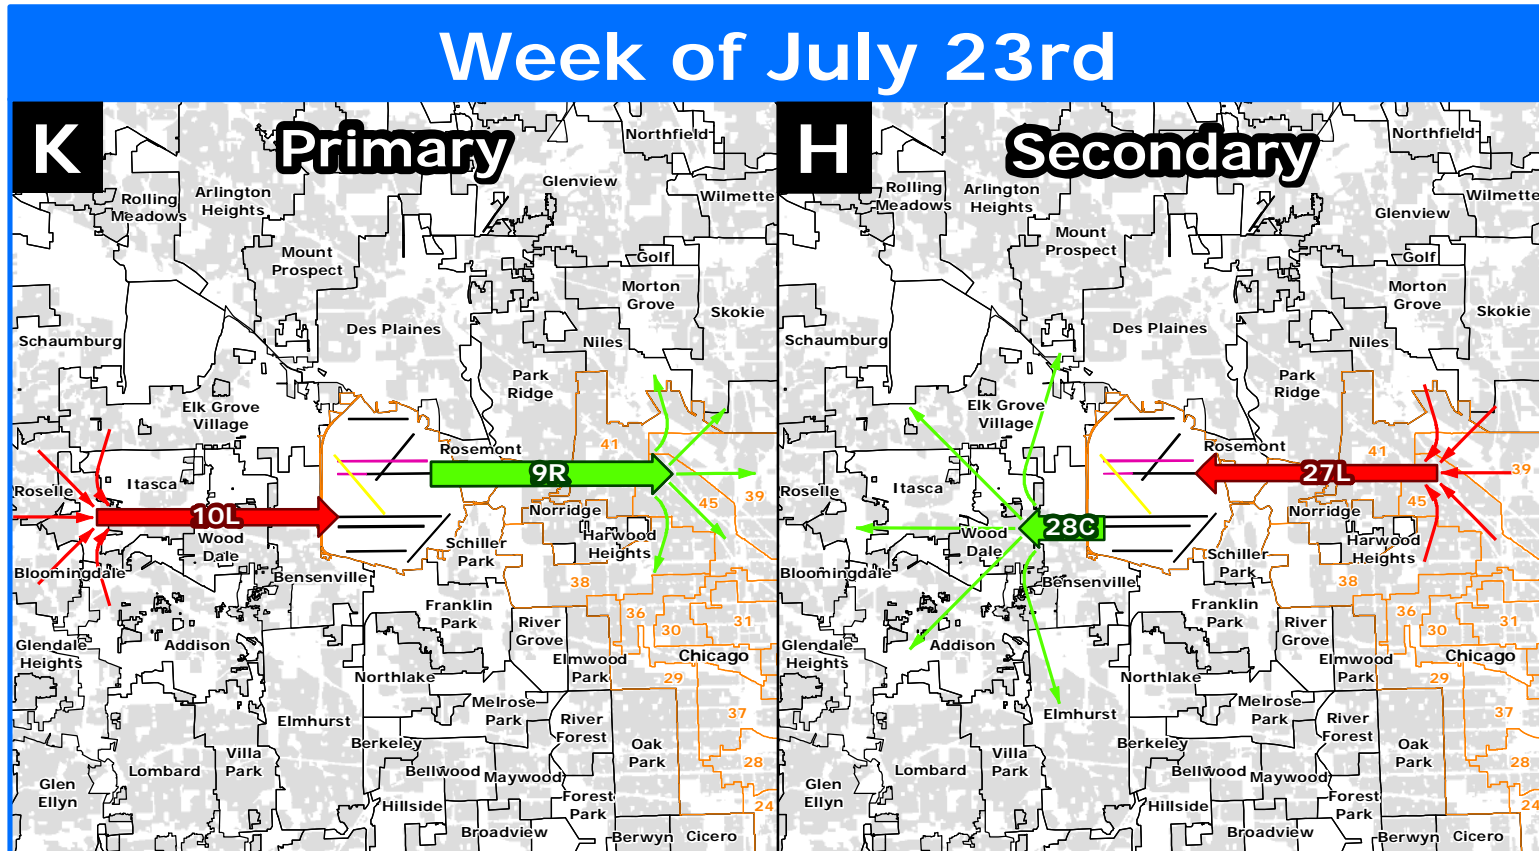 Week of July 23rd
K
Primary
Northfield
Glenview
Wilmette
Rolling
Meadows
Arlington
Heights
Mount
Prospect
Golf
Morton
Grove
Skokie
Schaumburg
Des Plaines
Niles
Park
Ridge
Elk Grove
Village
Rosemont
41
9R
39
Roselle
Itasca
45
10L
Norridge
Wood
Dale
Harwood
Heights
Schiller
Park
Bloomingdale
Bensenville
38
Franklin
Park
36
30
31
River
Grove
Glendale
Heights
Addison
Chicago
Elmwood
Park
29
Northlake
Melrose
Park
37
Elmhurst
River
Forest
Berkeley
Oak
Park
Villa
Park
28
Lombard
Bellwood
Maywood
Glen
Ellyn
Forest
Park
24
Hillside
Broadview
Berwyn
Cicero
H
Secondary
Northfield
Rolling
Meadows
Arlington
Heights
Wilmette
Glenview
Mount
Prospect
Golf
Morton
Grove
Skokie
Schaumburg
Des Plaines
Niles
Park
Ridge
Elk Grove
Village
Rosemont
41
27L
39
Roselle
Itasca
45
Norridge
28C
Wood
Dale
Harwood
Heights
Schiller
Park
Bloomingdale
Bensenville
38
Franklin
Park
36
30
31
River
Grove
Glendale
Heights
Addison
Chicago
Elmwood
Park
29
Northlake
Melrose
Park
37
Elmhurst
River
Forest
Berkeley
Oak
Park
Villa
Park
28
Lombard
Bellwood
Maywood
Glen
Ellyn
Forest
Park
24
Hillside
Broadview
Berwyn
Cicero